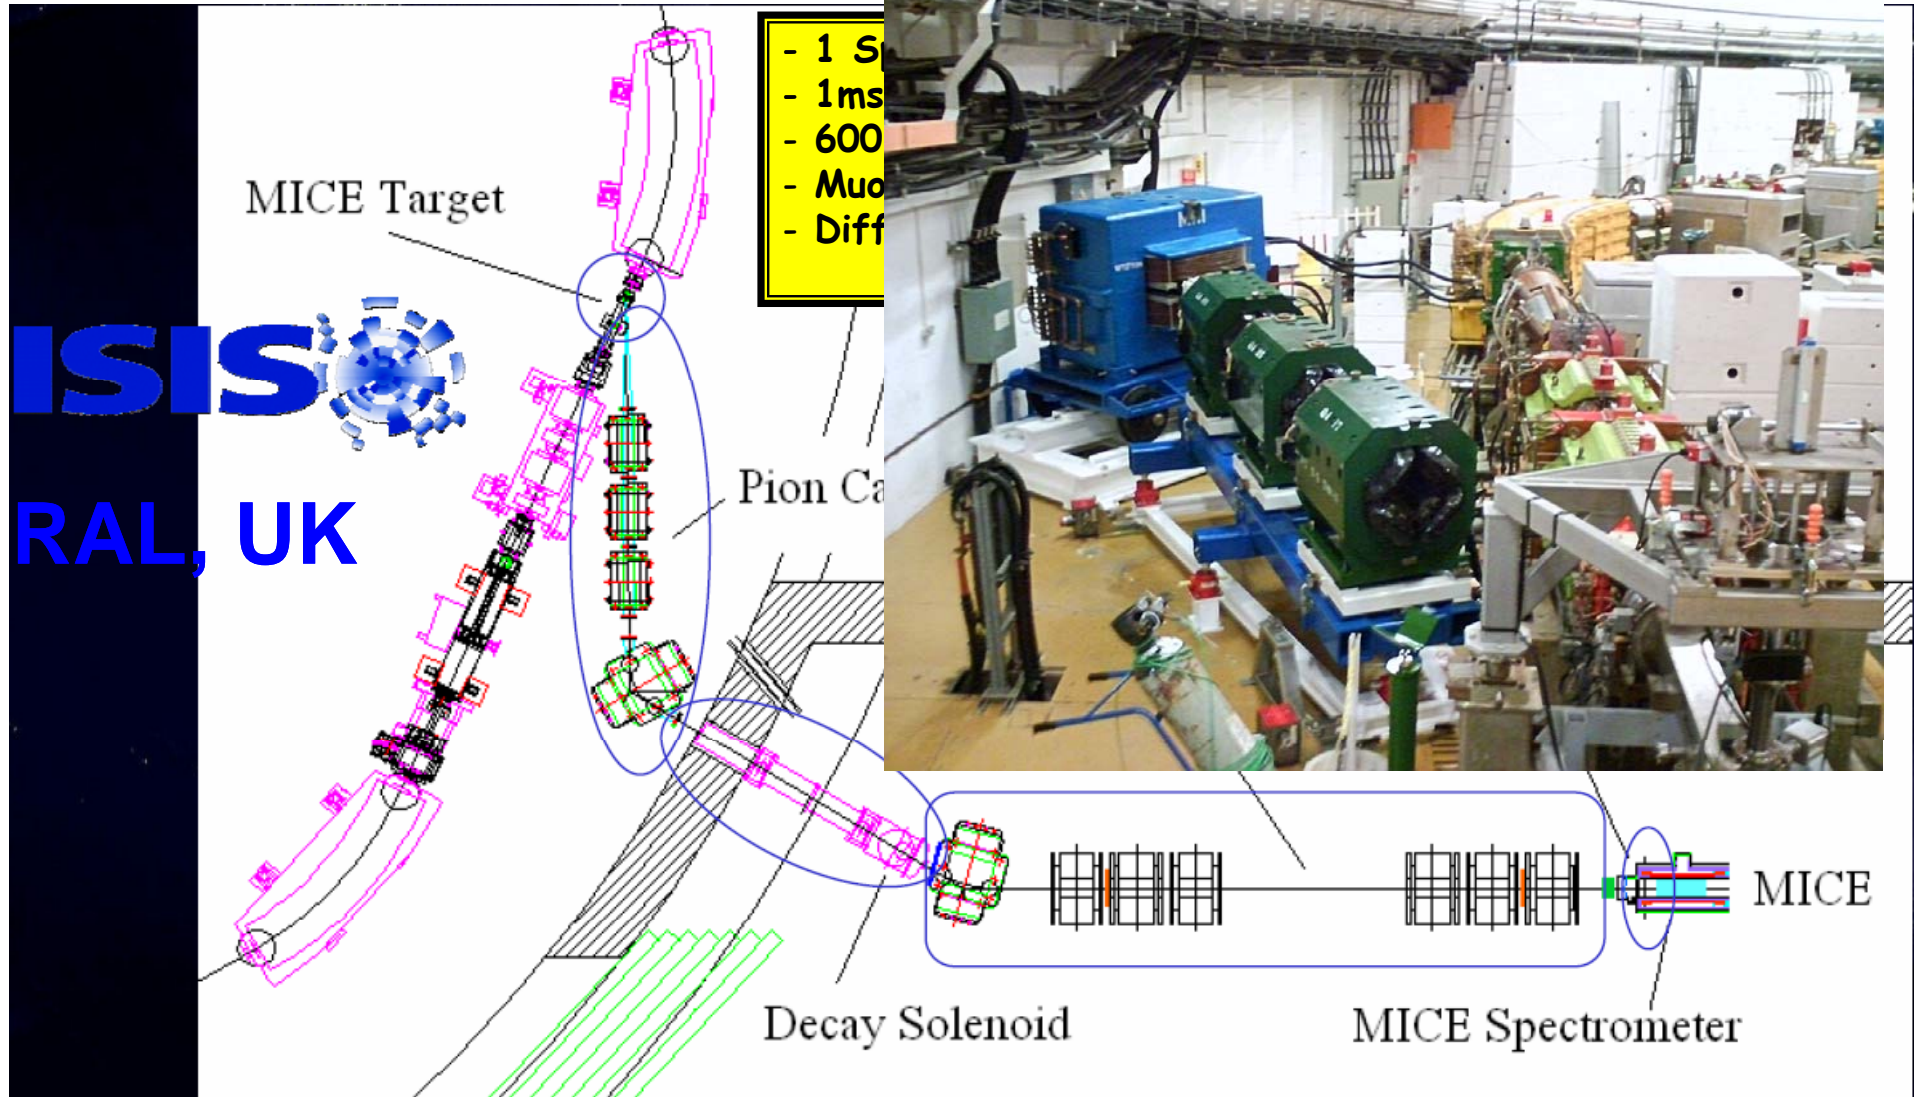 - 1 S
- 1ms
- 600
- Muo
- Diff
MICE Target
ISIS
RAL, UK
Pion Ca
MICE
Decay Solenoid
MICE Spectrometer